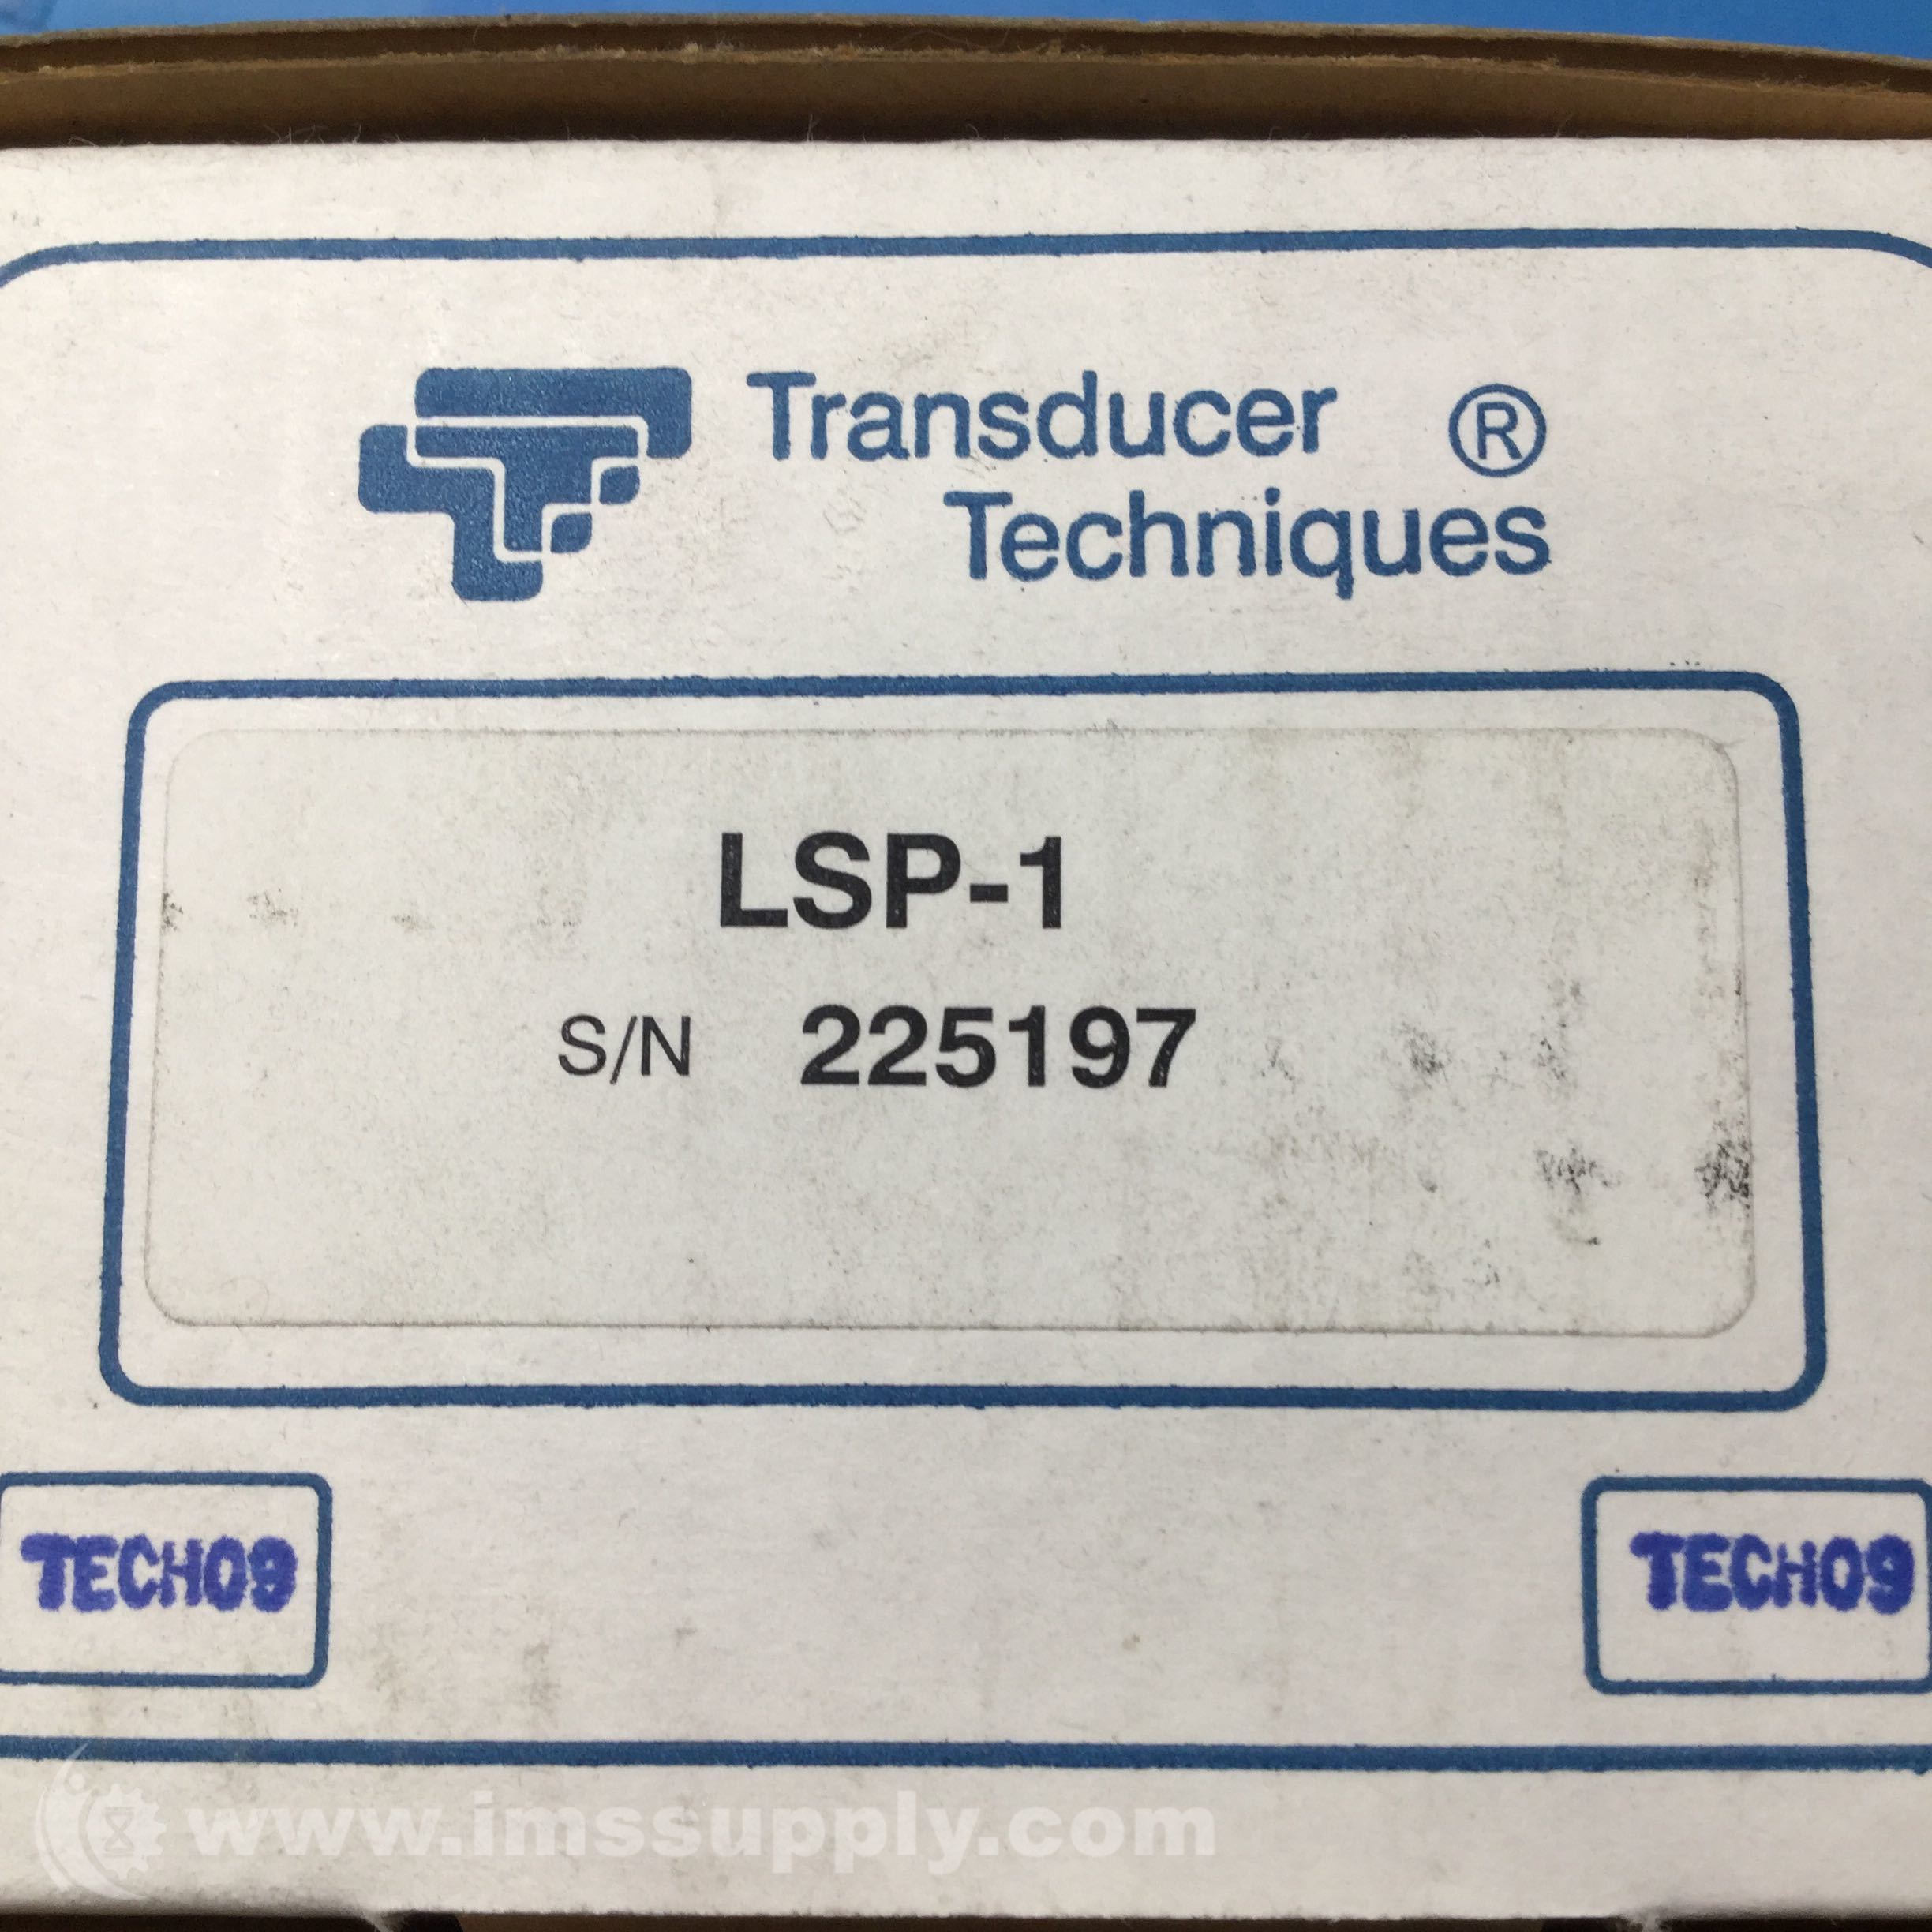 Transducer ®
Techniques
LSP-1
S/N 225197
TECH09 TECH09
www.imssupply.com